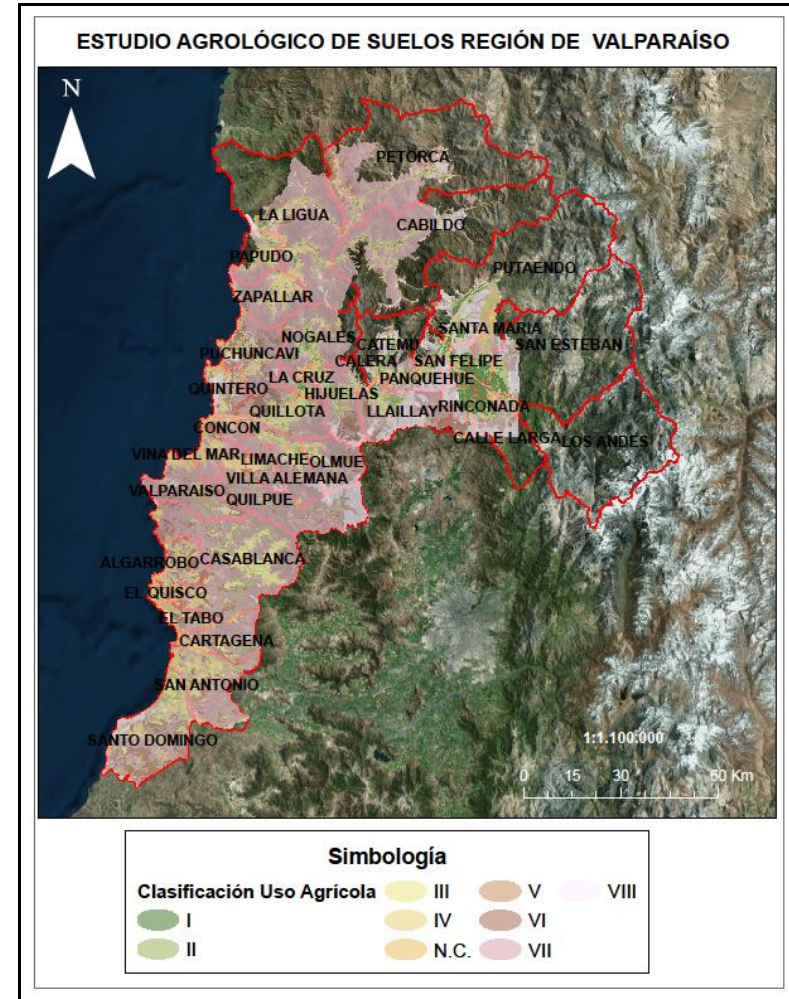 ESTUDIO AGROLÓGICO DE SUELOS REGIÓN DE VALPARAÍSO
N
PETORCA
LA LIGUA
CABILDO
PAPUDO
PUTAENDO
ZAPALLAR
SANTA MARIA
NOGALES
CATEMU
SAN ESTEBAN
PUCHUNCAVI
CALERA
SAN FELIPE
LA CRUZ
PANQUEHUE
QUINTERO
HIJUELAS
QUILLOTA
LLAILLAY
RINCONADA
CONCON
CALLE LARGA
LOS ANDES
VINA DEL MAR
LIMACHE
OLMUE
VILLA ALEMANA
VALPARAISO
QUILPUE
ALGARROBO
CASABLANCA
EL QUISCO
EL TABO
CARTAGENA
SAN ANTONIO
SANTO DOMINGO
1:1.100.000
0 15 30 60 Km
Simbología
Clasificación Uso Agrícola
I
II
III
IV
N.C.
V
VI
VII
VIII